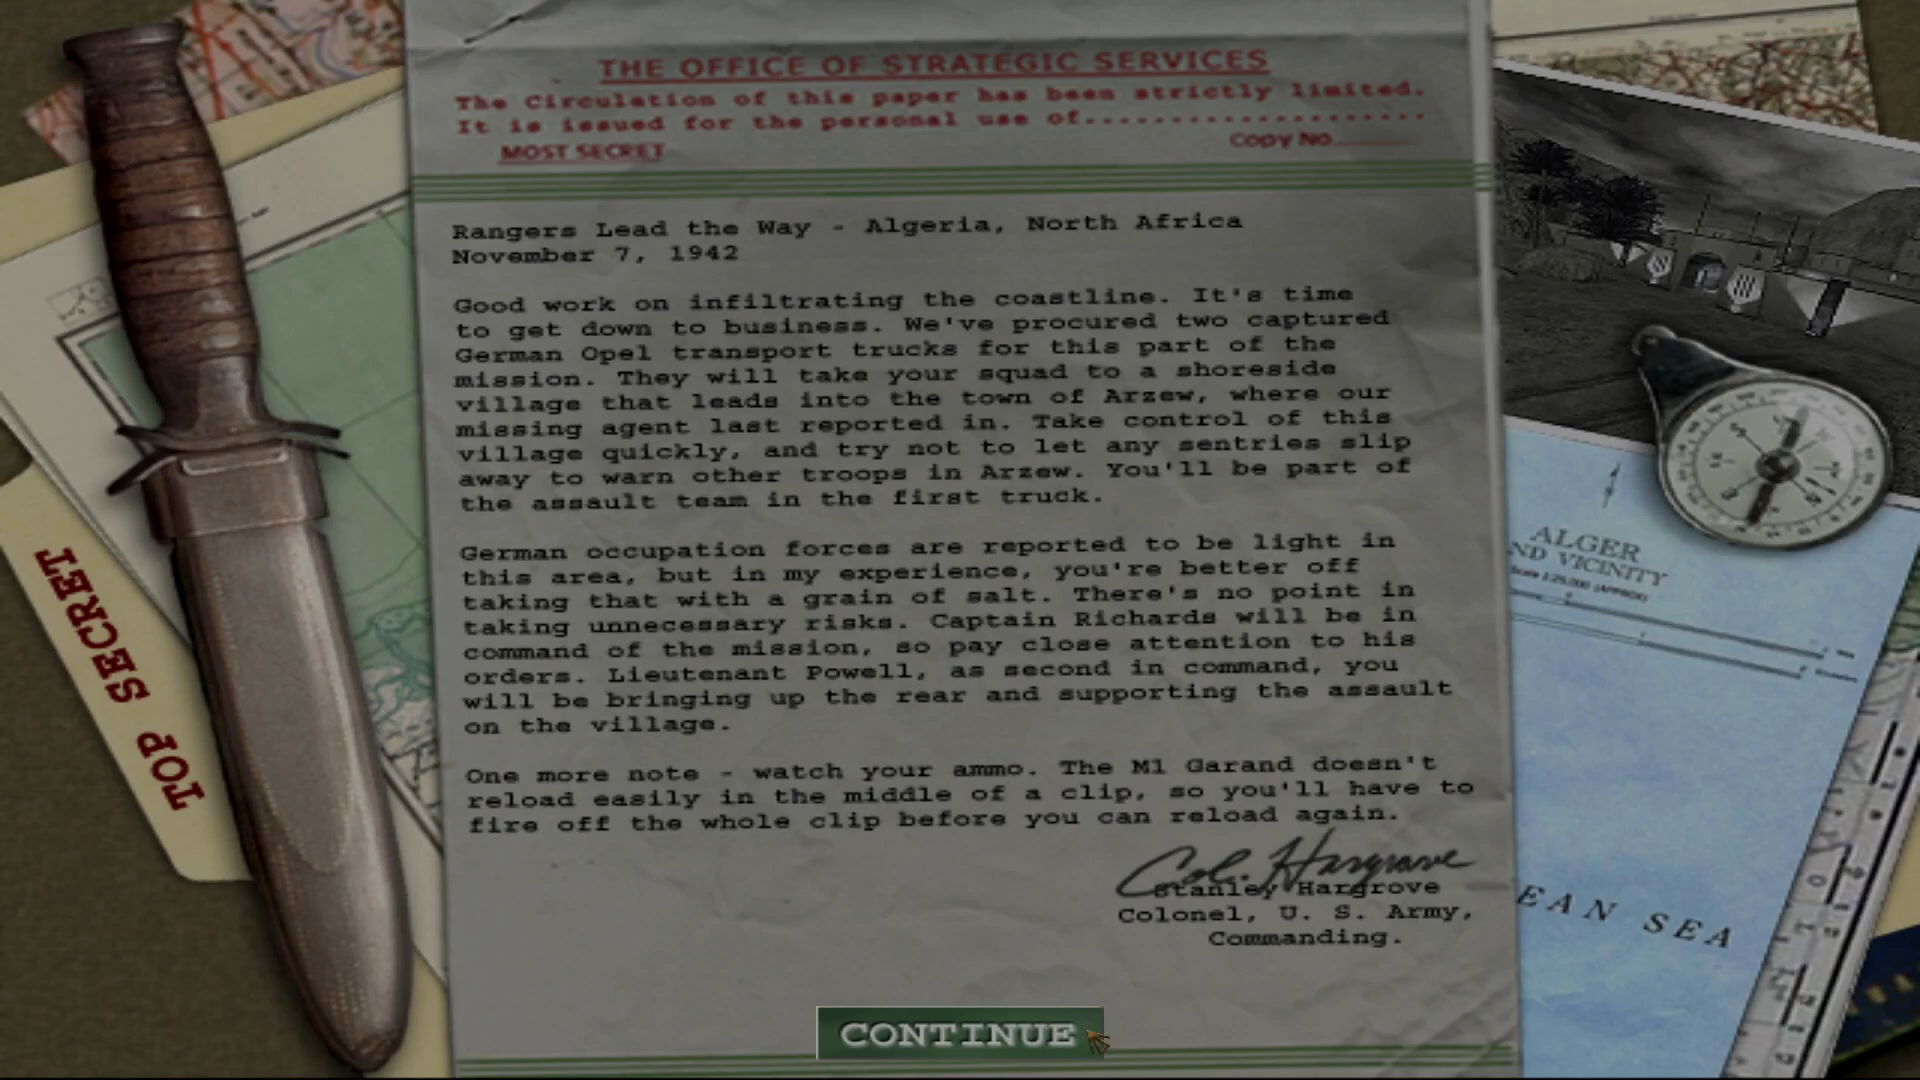 THE OFFICE OF STRATEGIC SERVICES
The Circulation of this paper has been strictly limited.
It is issued for the personal use of.....................
MOST SECRET
Copy No.
Rangers Lead the Way - Algeria, North Africa
November 7, 1942
Good work on infiltrating the coastline. It's time
to get down to business. We've procured two captured
German Opel transport trucks for this part of the
mission. They will take your squad to a shoreside
village that leads into the town of Arzew, where our
missing agent last reported in. Take control of this
village quickly, and try not to let any sentries slip
away to warn other troops in Arzew. You'll be part of
the assault team in the first truck.
German occupation forces are reported to be light in
this area, but in my experience, you're better off
taking that with a grain of salt. There's no point in
taking unnecessary risks. Captain Richards will be in
command of the mission, so pay close attention to his
orders. Lieutenant Powell, as second in command, you
will be bringing up the rear and supporting the assault
on the village.
One more note - watch your ammo. The M1 Garand doesn't
reload easily in the middle of a clip, so you'll have to
fire off the whole clip before you can reload again.
Col. Hargrave
Stanley Hargrove
Colonel, U. S. Army,
Commanding.
CONTINUE
TOP SECRET
ALGER
ND VICINITY
EAN SEA